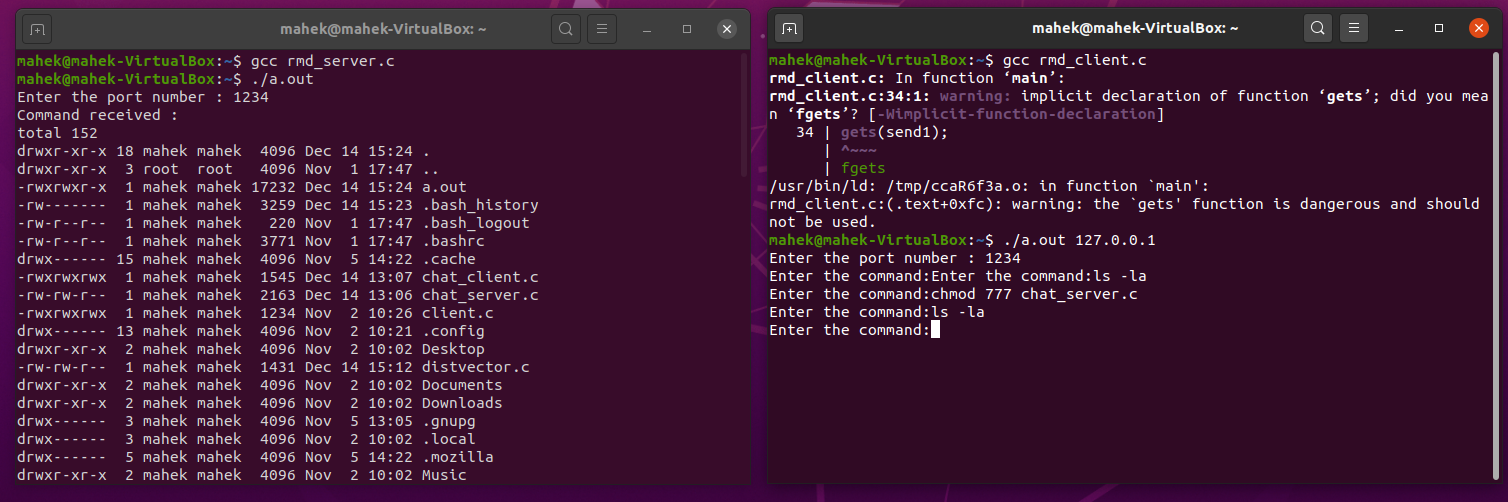 mahek@mahek-VirtualBox: ~
mahek@mahek-VirtualBox:~$ gcc rmd_server.c
mahek@mahek-VirtualBox:~$ ./a.out
Enter the port number : 1234
Command received :
total 152
drwxr-xr-x 18 mahek mahek  4096 Dec 14 15:24 .
drwxr-xr-x  3 root  root   4096 Nov  1 17:47 ..
-rwxrwxr-x  1 mahek mahek 17232 Dec 14 15:24 a.out
-rw-------  1 mahek mahek  3259 Dec 14 15:23 .bash_history
-rw-r--r--  1 mahek mahek   220 Nov  1 17:47 .bash_logout
-rw-r--r--  1 mahek mahek  3771 Nov  1 17:47 .bashrc
drwx------ 15 mahek mahek  4096 Nov  5 14:22 .cache
-rwxrwxrwx  1 mahek mahek  1545 Dec 14 13:07 chat_client.c
-rw-rw-r--  1 mahek mahek  2163 Dec 14 13:06 chat_server.c
-rwxrwxrwx  1 mahek mahek  1234 Nov  2 10:26 client.c
drwx------ 13 mahek mahek  4096 Nov  2 10:21 .config
drwxr-xr-x  2 mahek mahek  4096 Nov  2 10:02 Desktop
-rw-rw-r--  1 mahek mahek  1431 Dec 14 15:12 distvector.c
drwxr-xr-x  2 mahek mahek  4096 Nov  2 10:02 Documents
drwxr-xr-x  2 mahek mahek  4096 Nov  2 10:02 Downloads
drwx------  3 mahek mahek  4096 Nov  5 13:05 .gnupg
drwx------  3 mahek mahek  4096 Nov  2 10:02 .local
drwx------  5 mahek mahek  4096 Nov  5 14:22 .mozilla
drwxr-xr-x  2 mahek mahek  4096 Nov  2 10:02 Music
mahek@mahek-VirtualBox: ~
mahek@mahek-VirtualBox:~$ gcc rmd_client.c
rmd_client.c: In function ‘main’:
rmd_client.c:34:1: warning: implicit declaration of function ‘gets’; did you mea
n ‘fgets’? [-Wimplicit-function-declaration]
   34 | gets(send1);
      | ^~~~
      | fgets
/usr/bin/ld: /tmp/ccaR6f3a.o: in function `main':
rmd_client.c:(.text+0xfc): warning: the `gets' function is dangerous and should
not be used.
mahek@mahek-VirtualBox:~$ ./a.out 127.0.0.1
Enter the port number : 1234
Enter the command:Enter the command:ls -la
Enter the command:chmod 777 chat_server.c
Enter the command:ls -la
Enter the command: